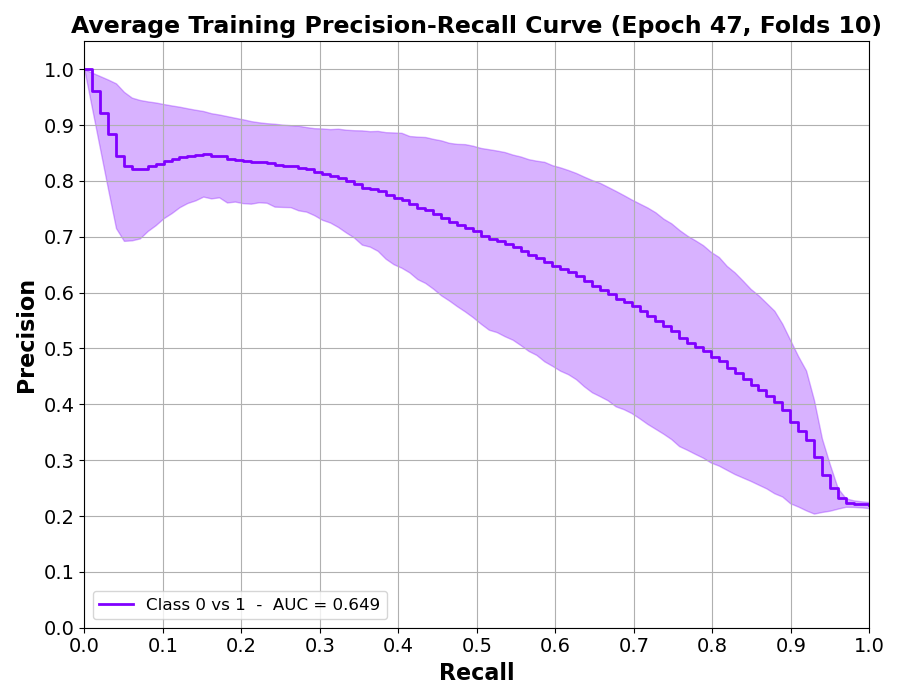 Average Training Precision-Recall Curve (Epoch 47, Folds 10)
Precision
1.0
0.9
0.8
0.7
0.6
0.5
0.4
0.3
0.2
0.1
0.0
Class 0 vs 1 - AUC = 0.649
0.0 0.1 0.2 0.3 0.4 0.5 0.6 0.7 0.8 0.9 1.0
Recall